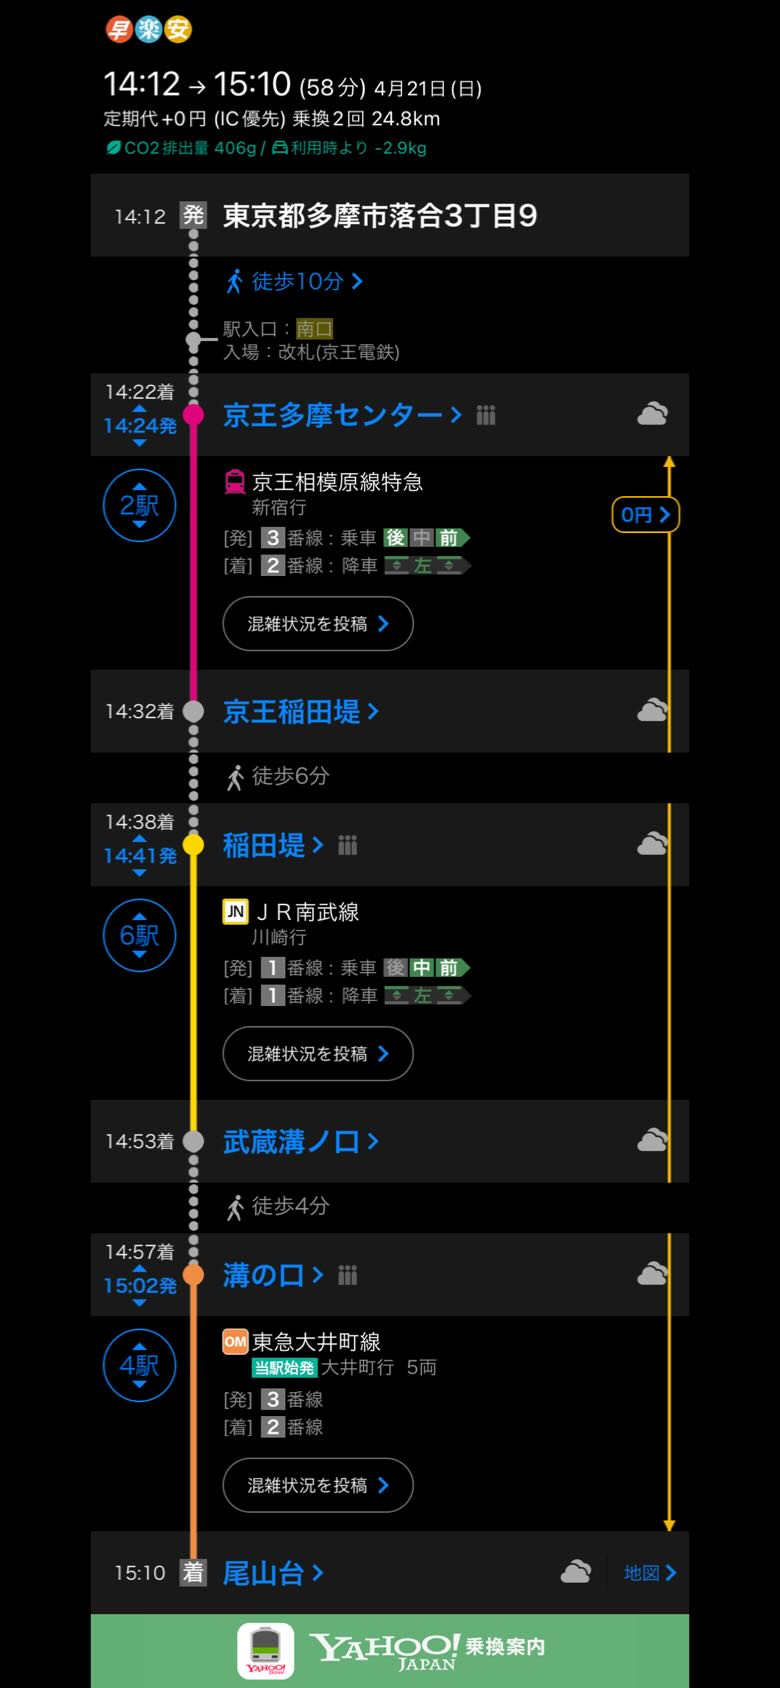 早楽安
14:12 → 15:10 (58分) 4月21日(日)
定期代+0円 (IC優先) 乗換2回 24.8km
CO2排出量 406g / 利用時より -2.9kg
14:12 発 東京都多摩市落合3丁目9
徒歩10分
駅入口:南口
入場:改札(京王電鉄)
14:22着
14:24発
京王多摩センター
2駅
京王相模原線特急
新宿行
0円
[発] 3番線:乗車 後中前
[着] 2番線:降車 左
混雑状況を投稿
14:32着 京王稲田堤
徒歩6分
14:38着
14:41発
稲田堤
6駅
JN JR南武線
川崎行
[発] 1番線:乗車 後中前
[着] 1番線:降車 左
混雑状況を投稿
14:53着 武蔵溝ノ口
徒歩4分
14:57着
15:02発
溝の口
4駅
OM 東急大井町線
当駅始発 大井町行 5両
[発] 3番線
[着] 2番線
混雑状況を投稿
15:10 着 尾山台 地図
YAHOO! JAPAN
YAHOO! JAPAN 乗換案内